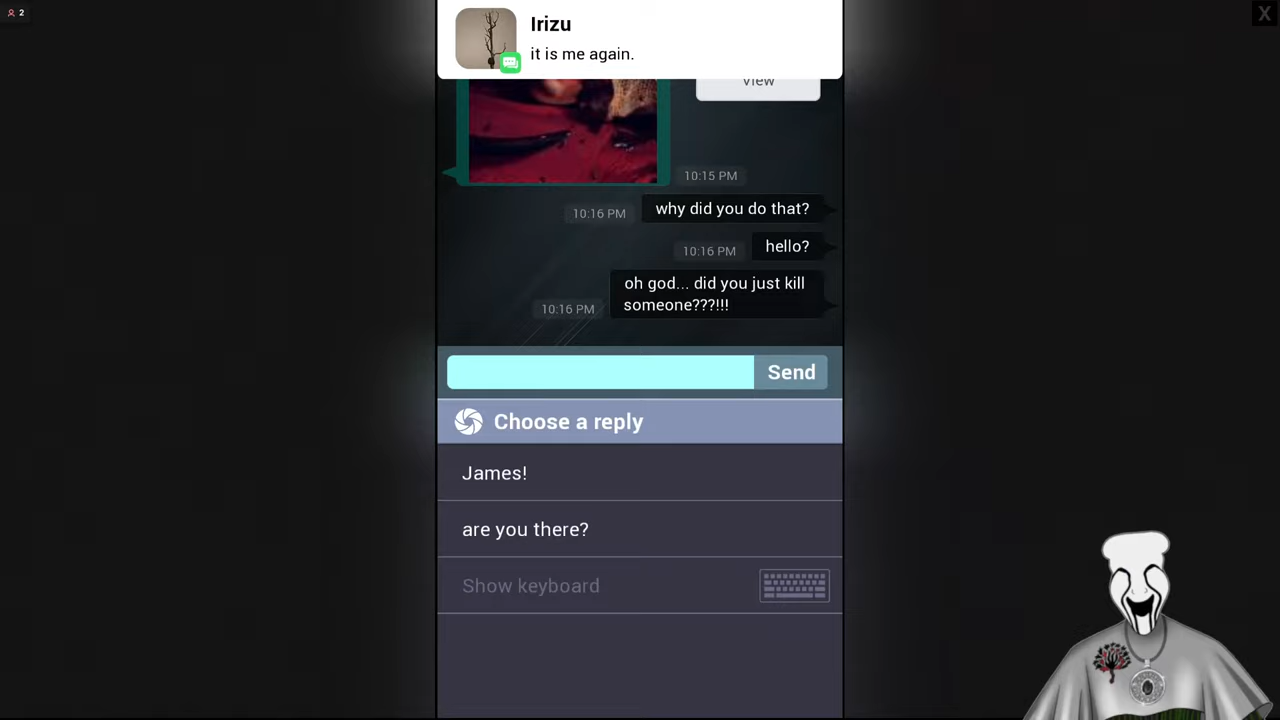 2
X
Irizu
it is me again.
View
10:15 PM
why did you do that?
10:16 PM
hello?
10:16 PM
oh god... did you just kill
someone???!!!
10:16 PM
Send
Choose a reply
James!
are you there?
Show keyboard